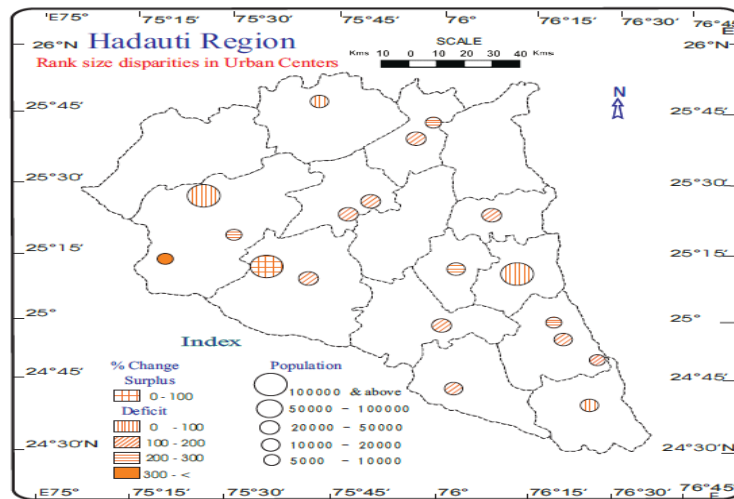 E75° 75°15' 75°30' 75°45' 76° 76°15' 76°30' 76°45'
E
26°N 26°N
Hadauti Region
Rank size disparities in Urban Centers
SCALE
Kms 10 0 10 20 30 40 Kms
N
25°45' 25°45'
25°30' 25°30'
25°15' 25°15'
25° 25°
24°45' 24°45'
24°30'N 24°30'N
Index
% Change
Surplus
0 - 100
Deficit
0 - 100
100 - 200
200 - 300
300 - <
Population
100000 & above
50000 - 100000
20000 - 50000
10000 - 20000
5000 - 10000
E75° 75°15' 75°30' 75°45' 76° 76°15' 76°30' 76°45'
E